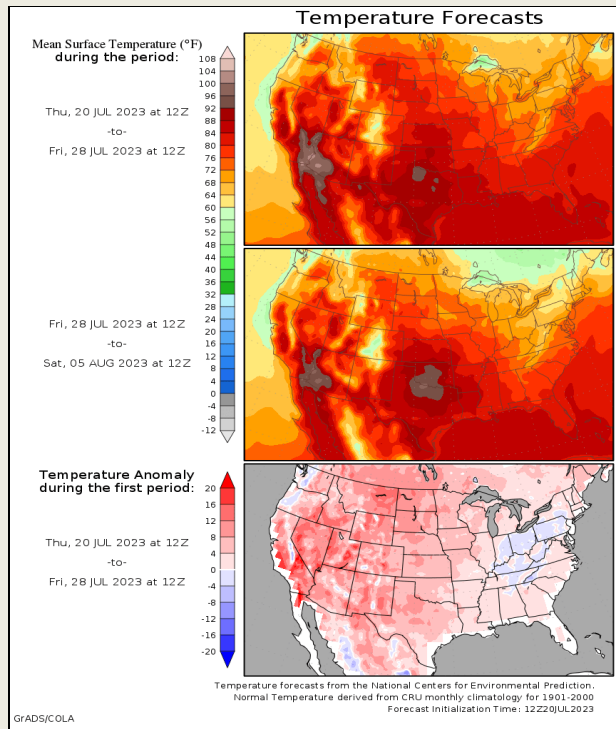 Temperature Forecasts
Mean Surface Temperature (°F)
during the period:
Thu, 20 JUL 2023 at 12Z
-to-
Fri, 28 JUL 2023 at 12Z
108
104
100
96
92
88
84
80
76
72
68
64
60
56
52
48
44
40
36
32
28
24
20
16
12
8
4
0
-4
-8
-12
Fri, 28 JUL 2023 at 12Z
-to-
Sat, 05 AUG 2023 at 12Z
Temperature Anomaly
during the first period:
Thu, 20 JUL 2023 at 12Z
-to-
Fri, 28 JUL 2023 at 12Z
20
16
12
8
4
0
-4
-8
-12
-16
-20
Temperature forecasts from the National Centers for Environmental Prediction.
Normal Temperature derived from CRU monthly climatology for 1901-2000
Forecast Initialization Time: 12Z20JUL2023
GrADS/COLA